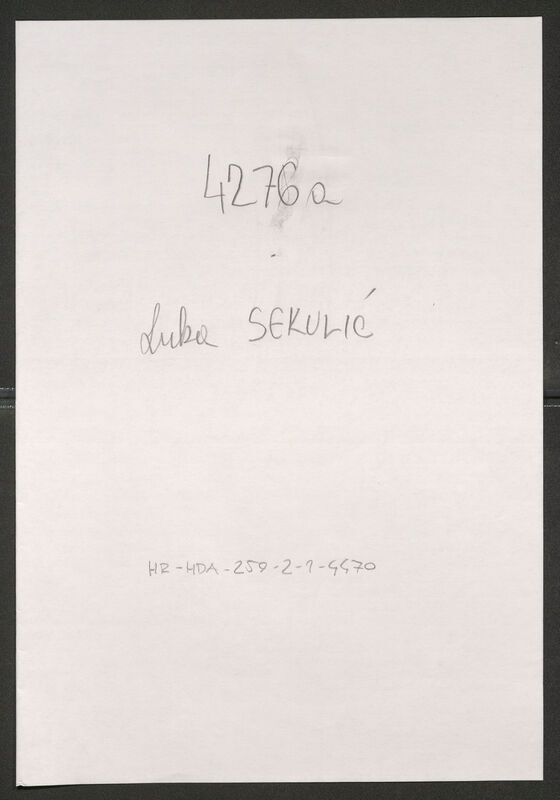 4276a
Luka SEKULIĆ
HR-HDA-259-2-1-4470